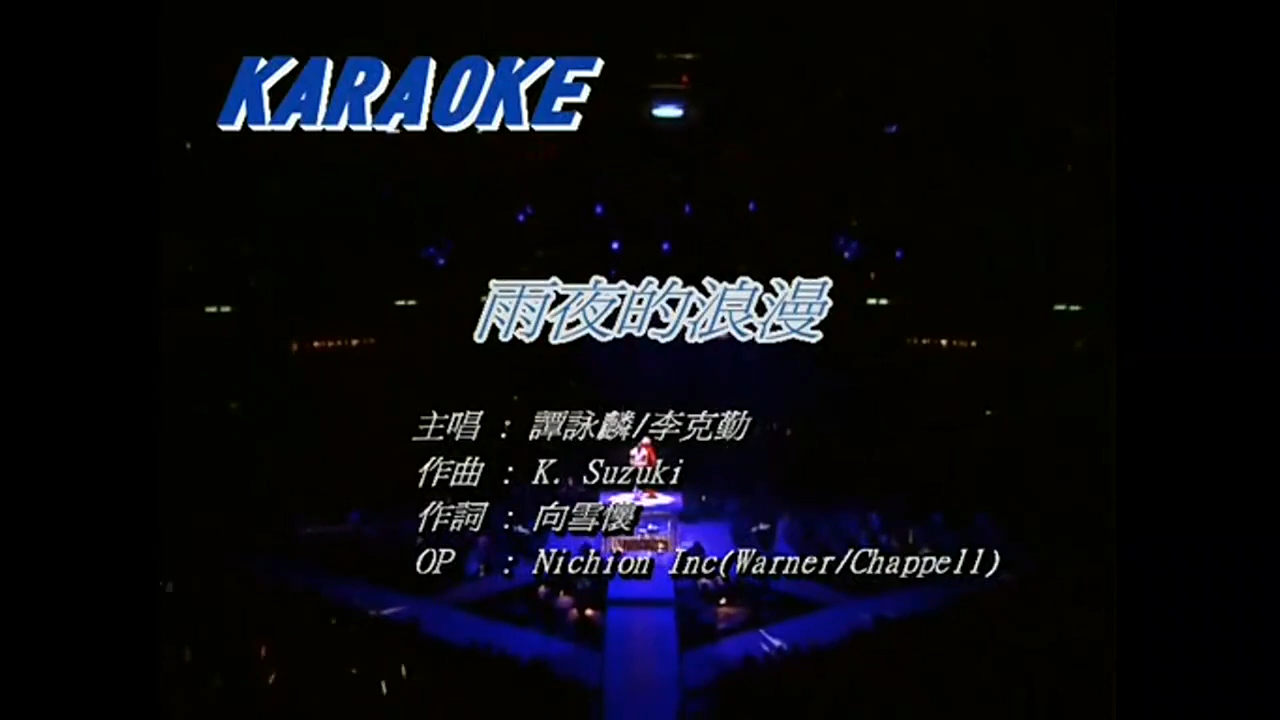 KARAOKE
雨夜的浪漫
主唱 : 譚詠麟/李克勤
作曲 : K. Suzuki
作詞 : 向雪懷
OP : Nichion Inc(Warner/Chappell)